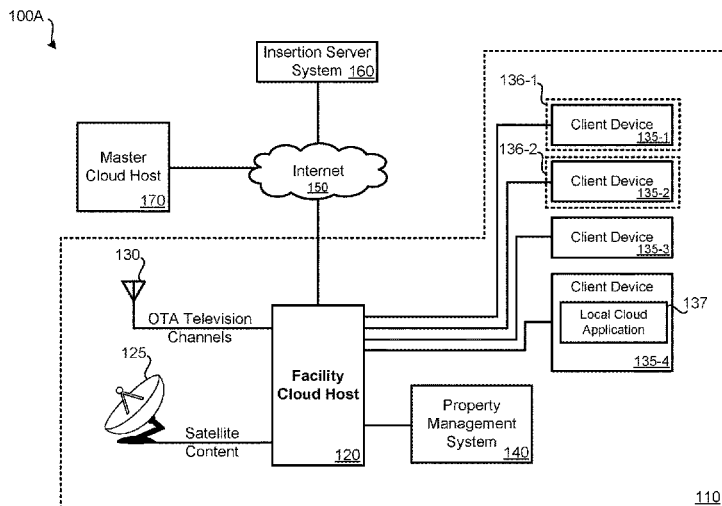 100A
Insertion Server
System 160
136-1
Client Device
135-1
Master
Cloud Host
170
Internet
150
136-2
Client Device
135-2
Client Device
135-3
130
OTA Television
Channels
Client Device
Local Cloud
Application
137
135-4
125
Satellite
Content
Facility
Cloud Host
120
Property
Management
System
140
110